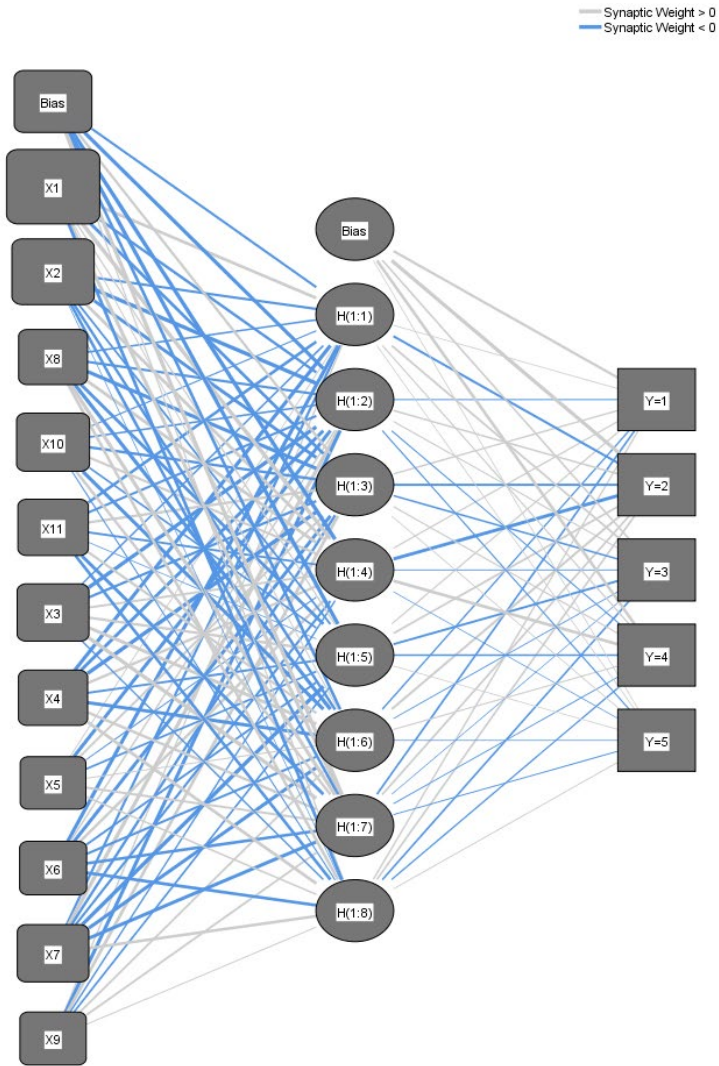 Synaptic Weight > 0
Synaptic Weight < 0
Bias
X1
X2
X8
X10
X11
X3
X4
X5
X6
X7
X9
Bias
H(1:1)
H(1:2)
H(1:3)
H(1:4)
H(1:5)
H(1:6)
H(1:7)
H(1:8)
Y=1
Y=2
Y=3
Y=4
Y=5